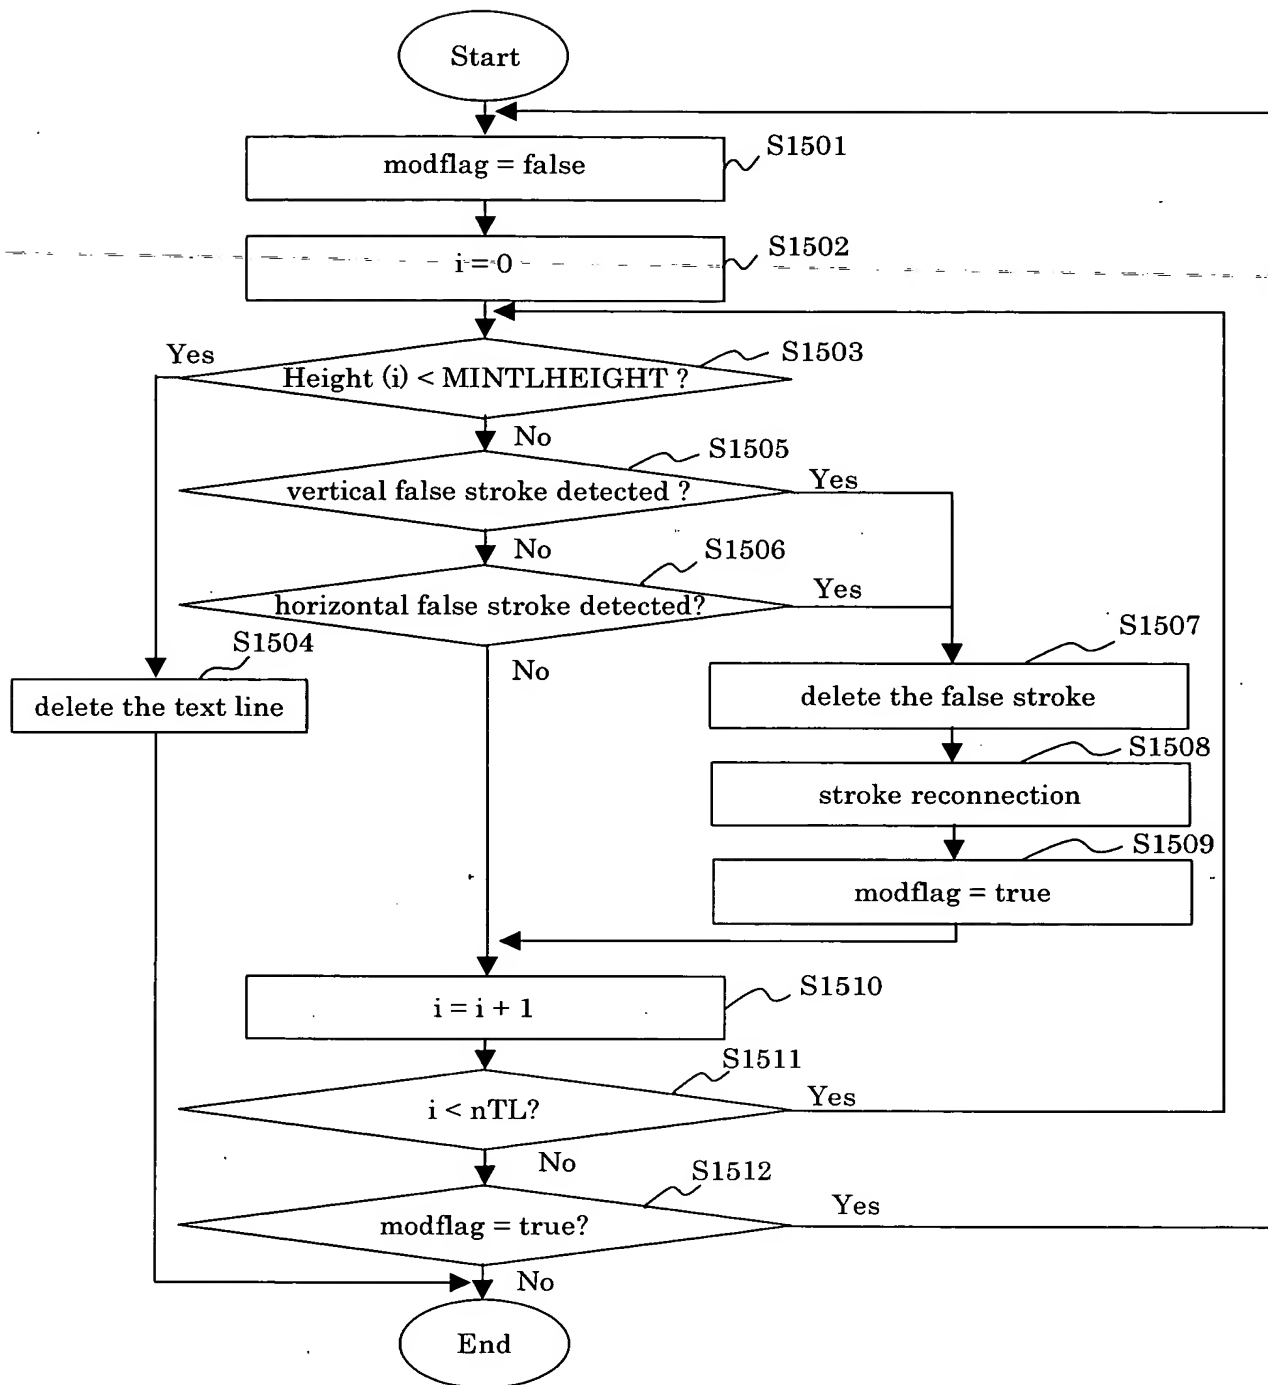 Start
modflag = false
S1501
i = 0
S1502
Yes
Height (i) < MINTLHEIGHT ?
S1503
No
vertical false stroke detected ?
S1505
Yes
No
horizontal false stroke detected?
S1506
Yes
No
S1504
delete the text line
S1507
delete the false stroke
S1508
stroke reconnection
S1509
modflag = true
i = i + 1
S1510
S1511
i < nTL?
Yes
No
S1512
modflag = true?
Yes
No
End